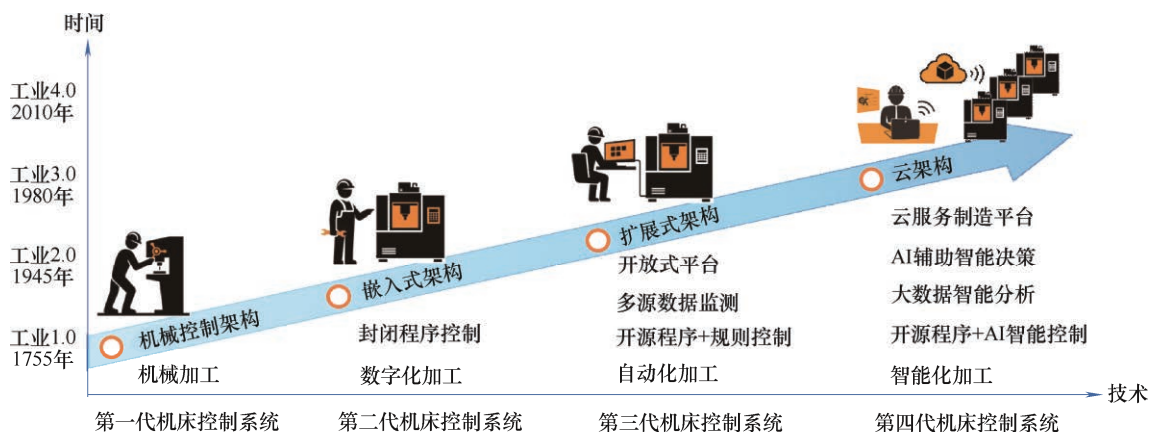 时间
工业4.0
2010年
工业3.0
1980年
工业2.0
1945年
工业1.0
1755年
机械控制架构
机械加工
第一代机床控制系统
嵌入式架构
封闭程序控制
数字化加工
第二代机床控制系统
扩展式架构
开放式平台
多源数据监测
开源程序+规则控制
自动化加工
第三代机床控制系统
云架构
云服务制造平台
AI辅助智能决策
大数据智能分析
开源程序+AI智能控制
智能化加工
第四代机床控制系统
技术